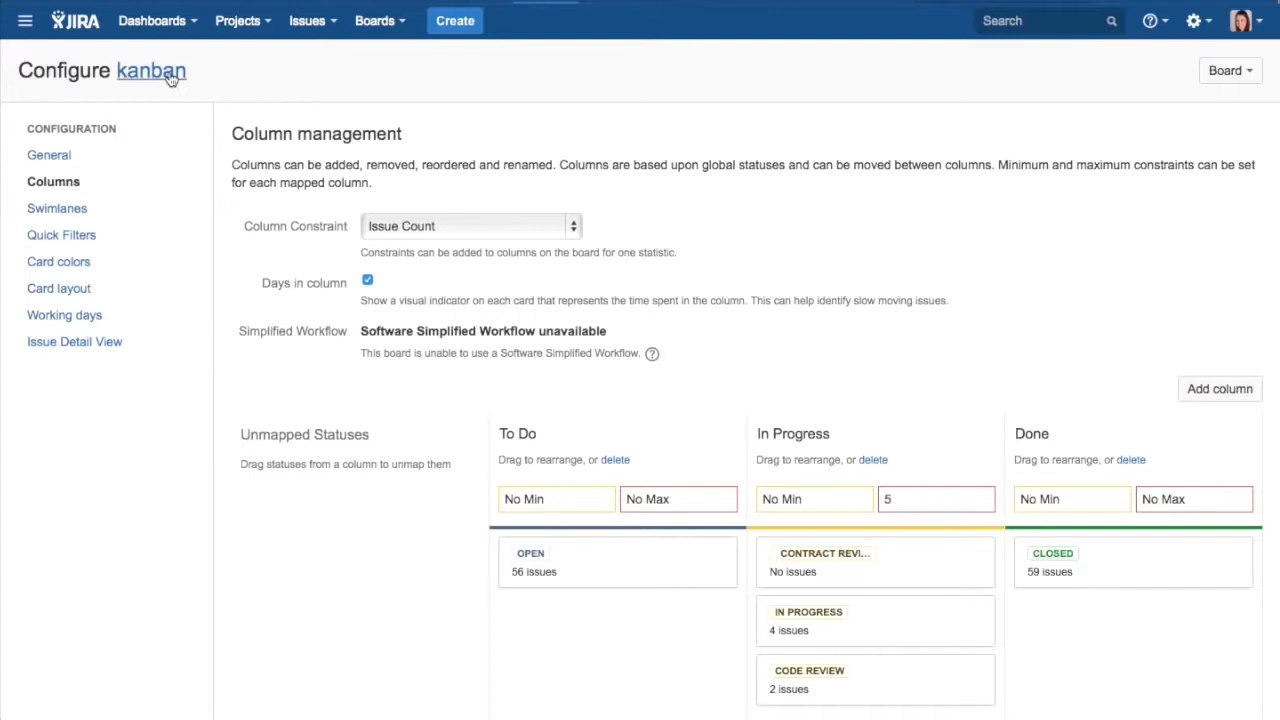 JIRA Dashboards Projects Issues Boards Create Search
Configure kanban
Board
CONFIGURATION
General
Columns
Swimlanes
Quick Filters
Card colors
Card layout
Working days
Issue Detail View
Column management
Columns can be added, removed, reordered and renamed. Columns are based upon global statuses and can be moved between columns. Minimum and maximum constraints can be set
for each mapped column.
Column Constraint Issue Count
Constraints can be added to columns on the board for one statistic.
Days in column
Show a visual indicator on each card that represents the time spent in the column. This can help identify slow moving issues.
Simplified Workflow Software Simplified Workflow unavailable
This board is unable to use a Software Simplified Workflow. ?
Add column
Unmapped Statuses
Drag statuses from a column to unmap them
To Do
Drag to rearrange, or delete
No Min No Max
OPEN
56 issues
In Progress
Drag to rearrange, or delete
No Min 5
CONTRACT REVI...
No issues
IN PROGRESS
4 issues
CODE REVIEW
2 issues
Done
Drag to rearrange, or delete
No Min No Max
CLOSED
59 issues